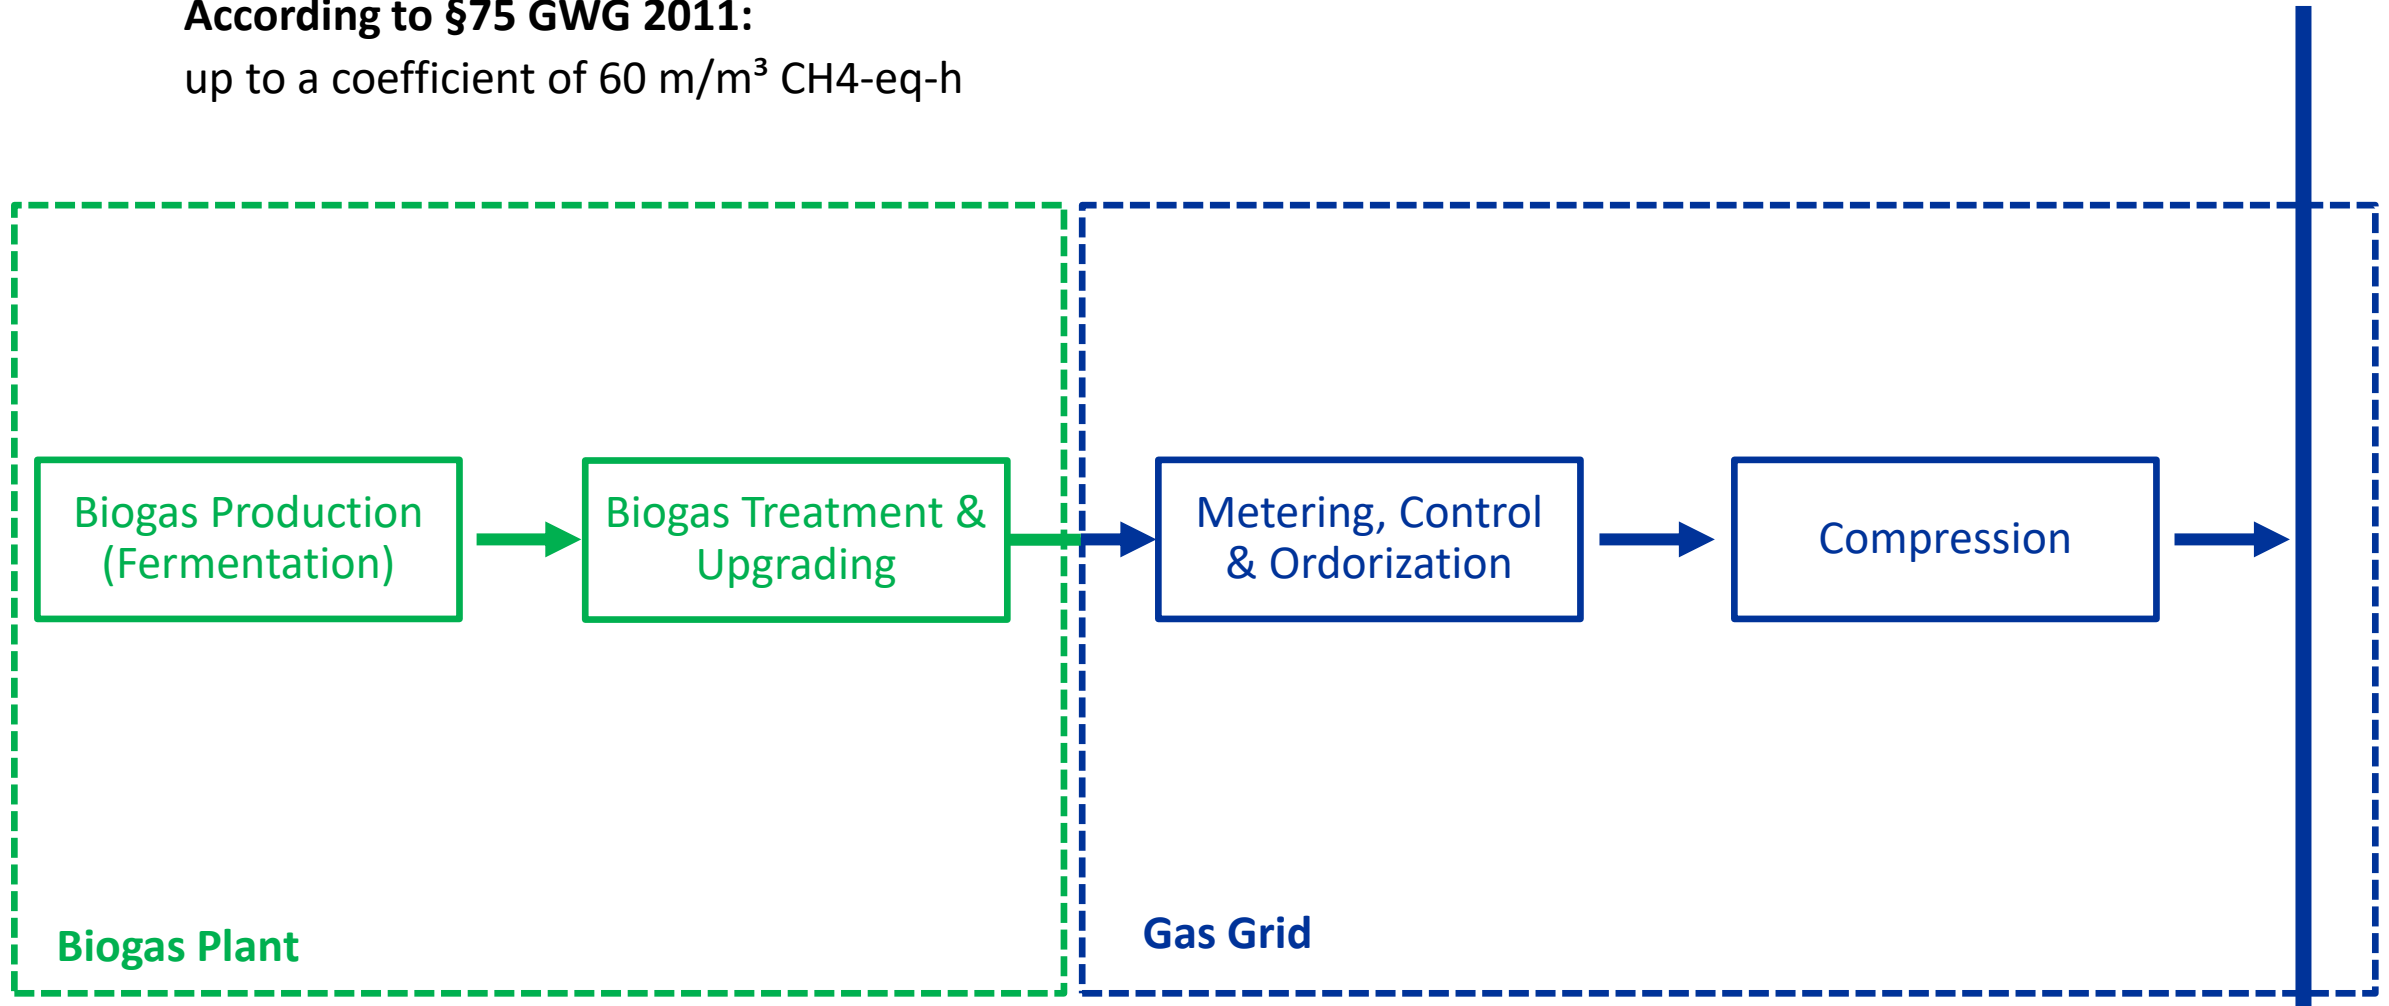 According to §75 GWG 2011:
up to a coefficient of 60 m/m³ CH4-eq-h
Biogas Production
(Fermentation)
Biogas Treatment &
Upgrading
Metering, Control
& Ordorization
Compression
Biogas Plant
Gas Grid